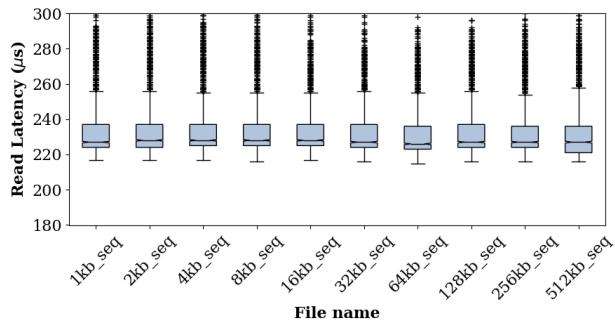 300
280
260
240
220
200
180
Read Latency (μs)
1kb_seq
2kb_seq
4kb_seq
8kb_seq
16kb_seq
32kb_seq
64kb_seq
128kb_seq
256kb_seq
512kb_seq
File name